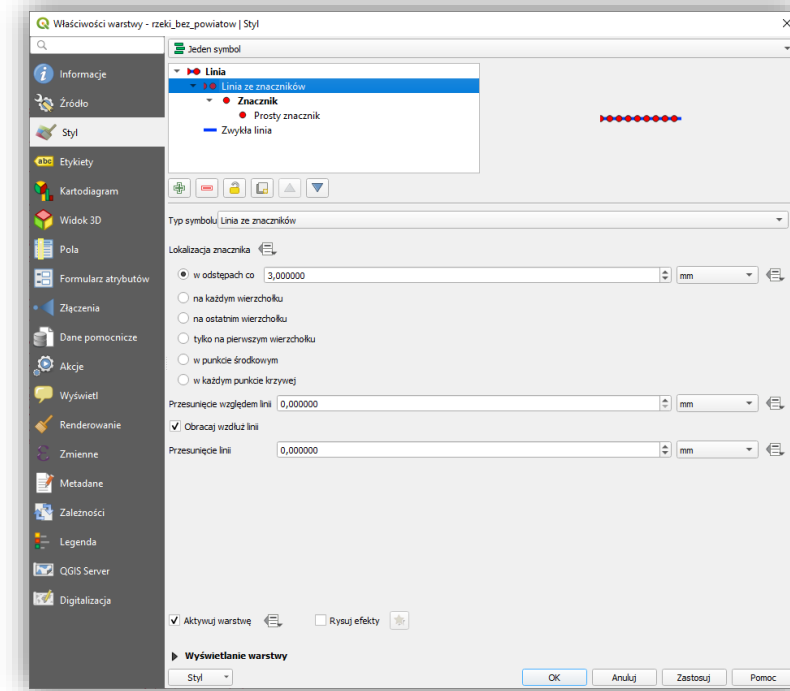 Właściwości warstwy - rzeki_bez_powiatow | Styl
Jeden symbol
Informacje
Źródło
Styl
abc Etykiety
Kartodiagram
Widok 3D
Pola
Formularz atrybutów
Złączenia
Dane pomocnicze
Akcje
Wyświetl
Renderowanie
Zmienne
Metadane
Zależności
Legenda
QGIS Server
Digitalizacja
Linia
Linia ze znaczników
Znacznik
Prosty znacznik
Zwykła linia
Typ symbolu Linia ze znaczników
Lokalizacja znacznika
w odstępach co 3,000000 mm
na każdym wierzchołku
na ostatnim wierzchołku
tylko na pierwszym wierzchołku
w punkcie środkowym
w każdym punkcie krzywej
Przesunięcie względem linii 0,000000 mm
Obracaj wzdłuż linii
Przesunięcie linii 0,000000 mm
Aktywuj warstwę Rysuj efekty
Wyświetlanie warstwy
Styl OK Anuluj Zastosuj Pomoc